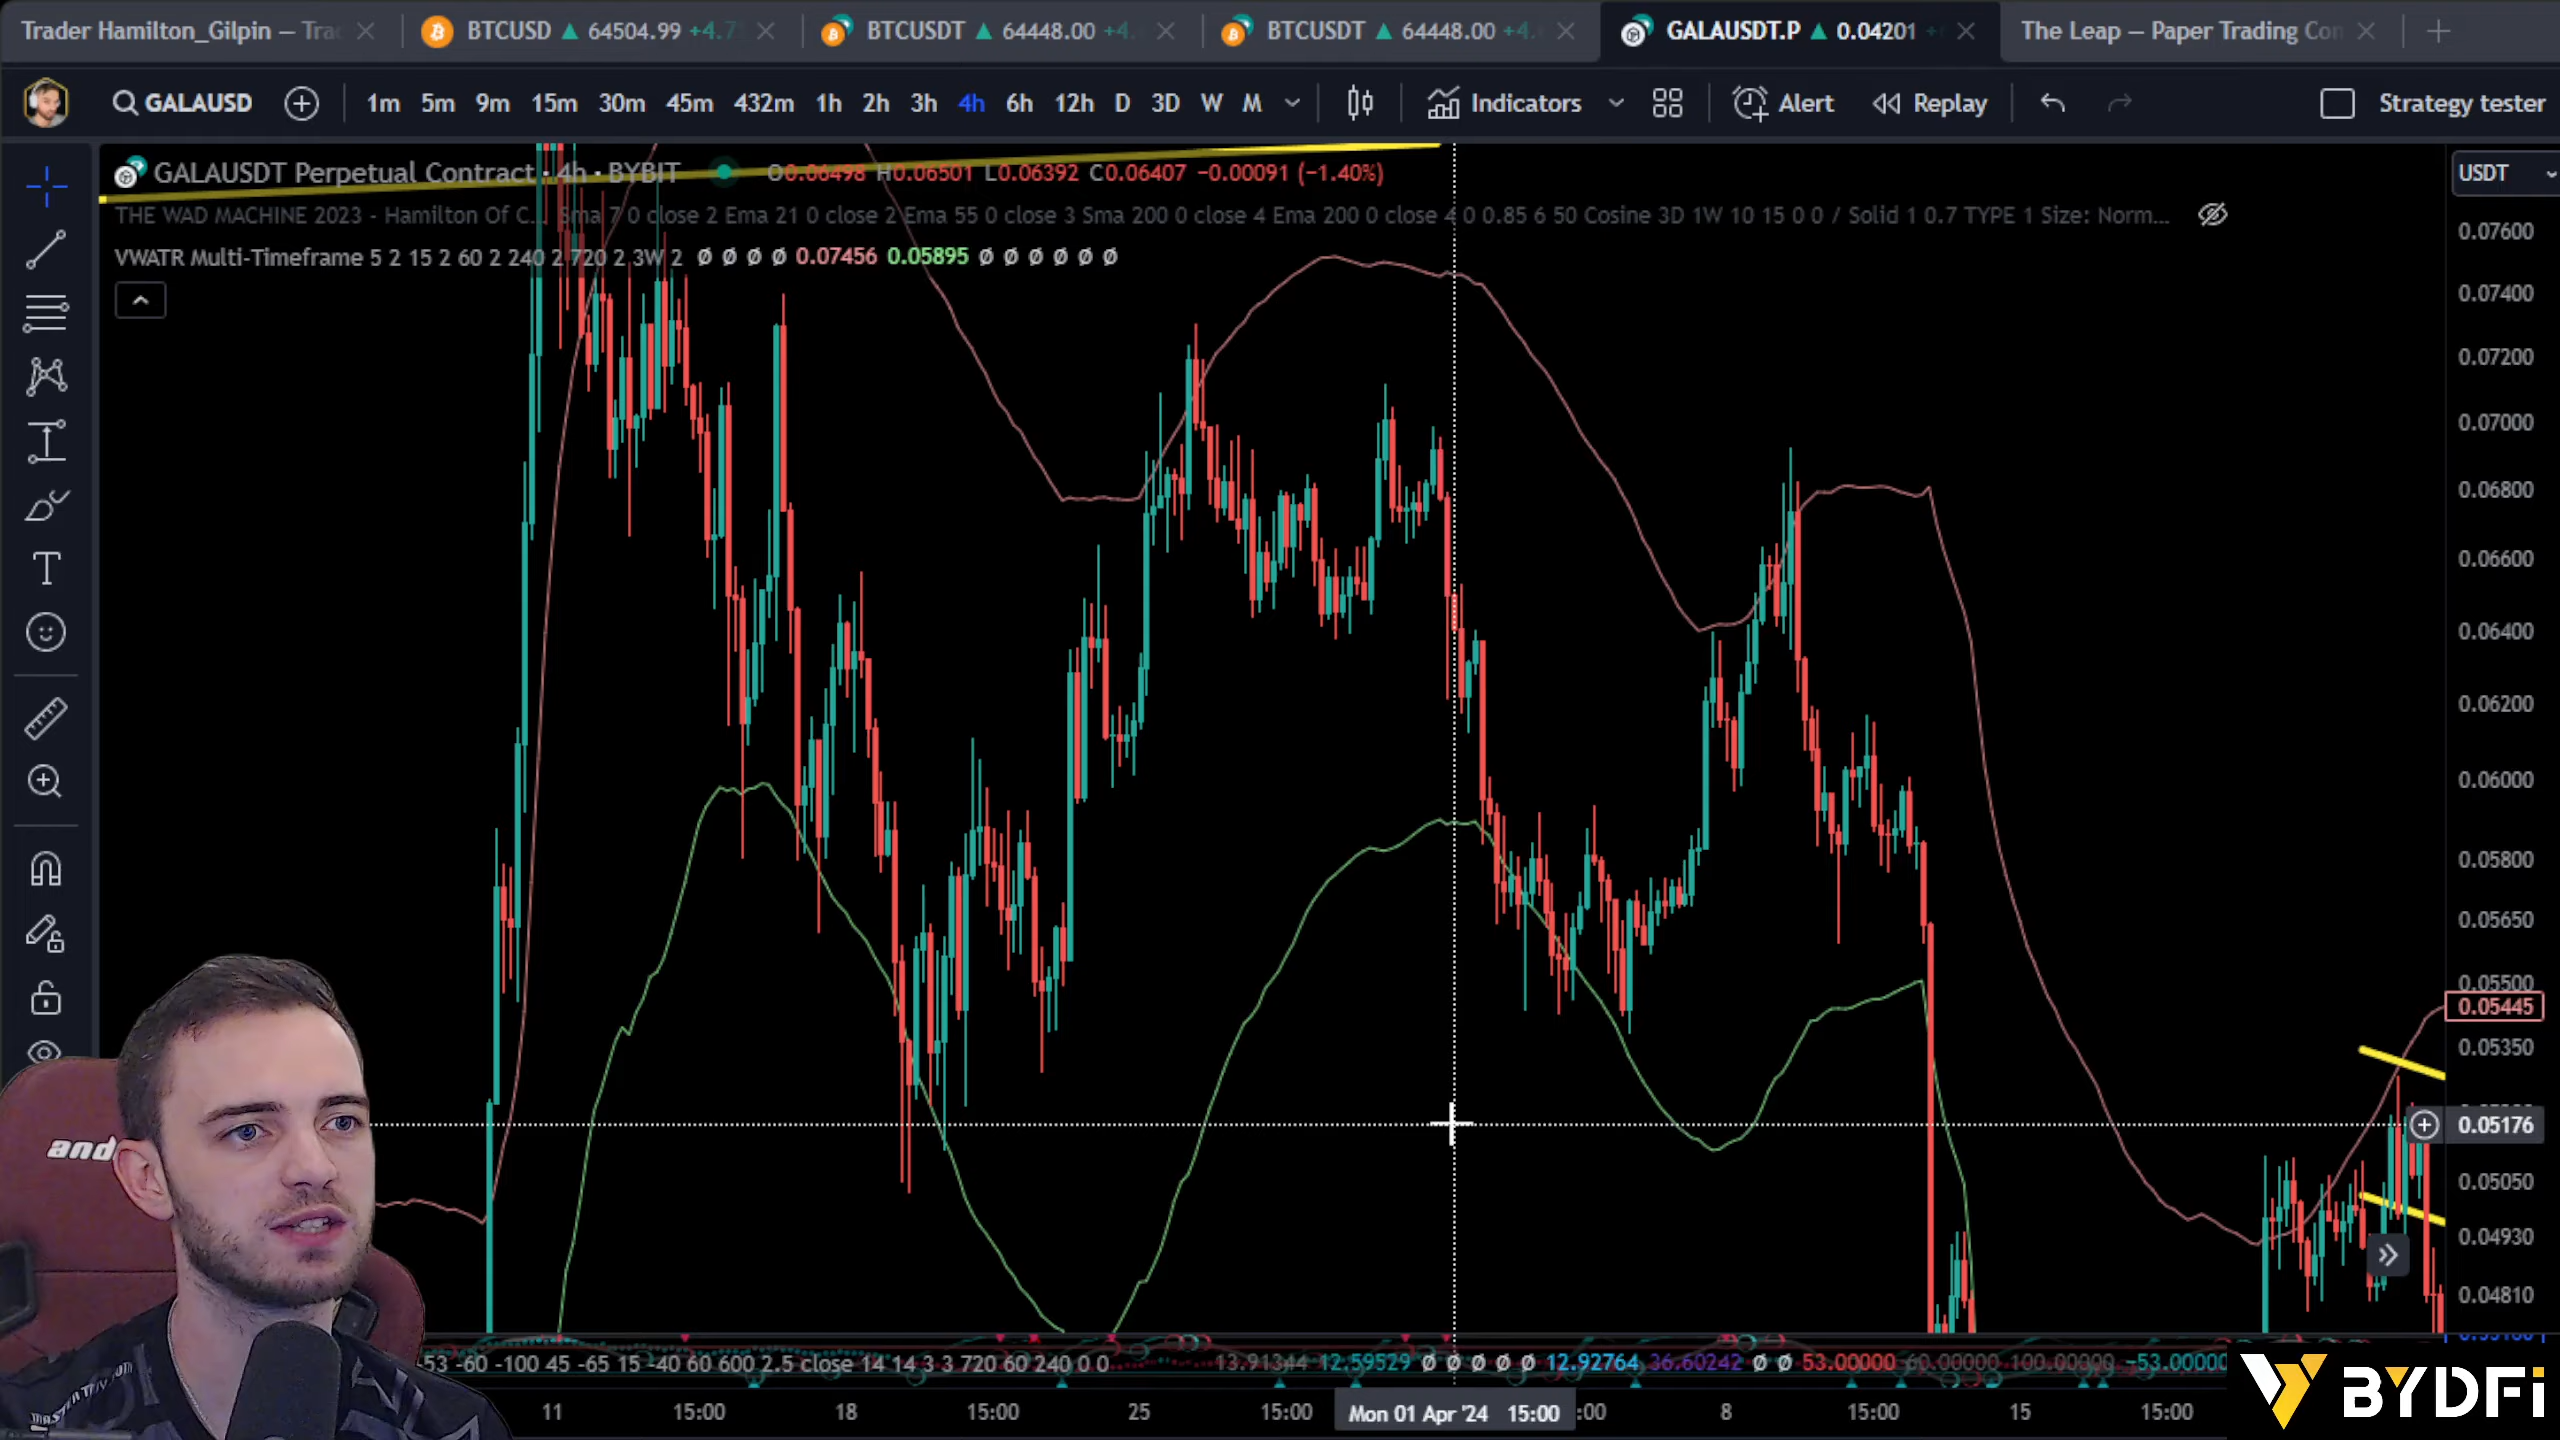 Trader Hamilton_Gilpin — Tra
BTCUSD 64504.99 +4.7
BTCUSDT 64448.00 +4.
BTCUSDT 64448.00 +4.
GALAUSDT.P 0.04201 +
The Leap — Paper Trading Con
GALAUSD 1m 5m 9m 15m 30m 45m 432m 1h 2h 3h 4h 6h 12h D 3D W M Indicators Alert Replay Strategy tester
GALAUSDT Perpetual Contract · 4h · BYBIT O0.06498 H0.06501 L0.06392 C0.06407 −0.00091 (−1.40%)
USDT
THE WAD MACHINE 2023 - Hamilton Of C... Sma 7 0 close 2 Ema 21 0 close 2 Ema 55 0 close 3 Sma 200 0 close 4 Ema 200 0 close 4 0 0.85 6 50 Cosine 3D 1W 10 15 0 0 / Solid 1 0.7 TYPE 1 Size: Norm...
VWATR Multi-Timeframe 5 2 15 2 60 2 240 2 720 2 3W 2 ø ø ø ø 0.07456 0.05895 ø ø ø ø ø ø
0.07600
0.07400
0.07200
0.07000
0.06800
0.06600
0.06400
0.06200
0.06000
0.05800
0.05650
0.05500
0.05445
0.05350
0.05176
0.05050
0.04930
0.04810
and
-53 -60 -100 45 -65 15 -40 60 600 2.5 close 14 14 3 3 720 60 240 0 0 13.91344 12.59529 ø ø ø ø ø 12.92764 36.60242 ø ø 53.00000 60.00000 100.00000 −53.00000
11 15:00 18 15:00 25 15:00 Mon 01 Apr '24 15:00 :00 8 15:00 15 15:00
BYDFi